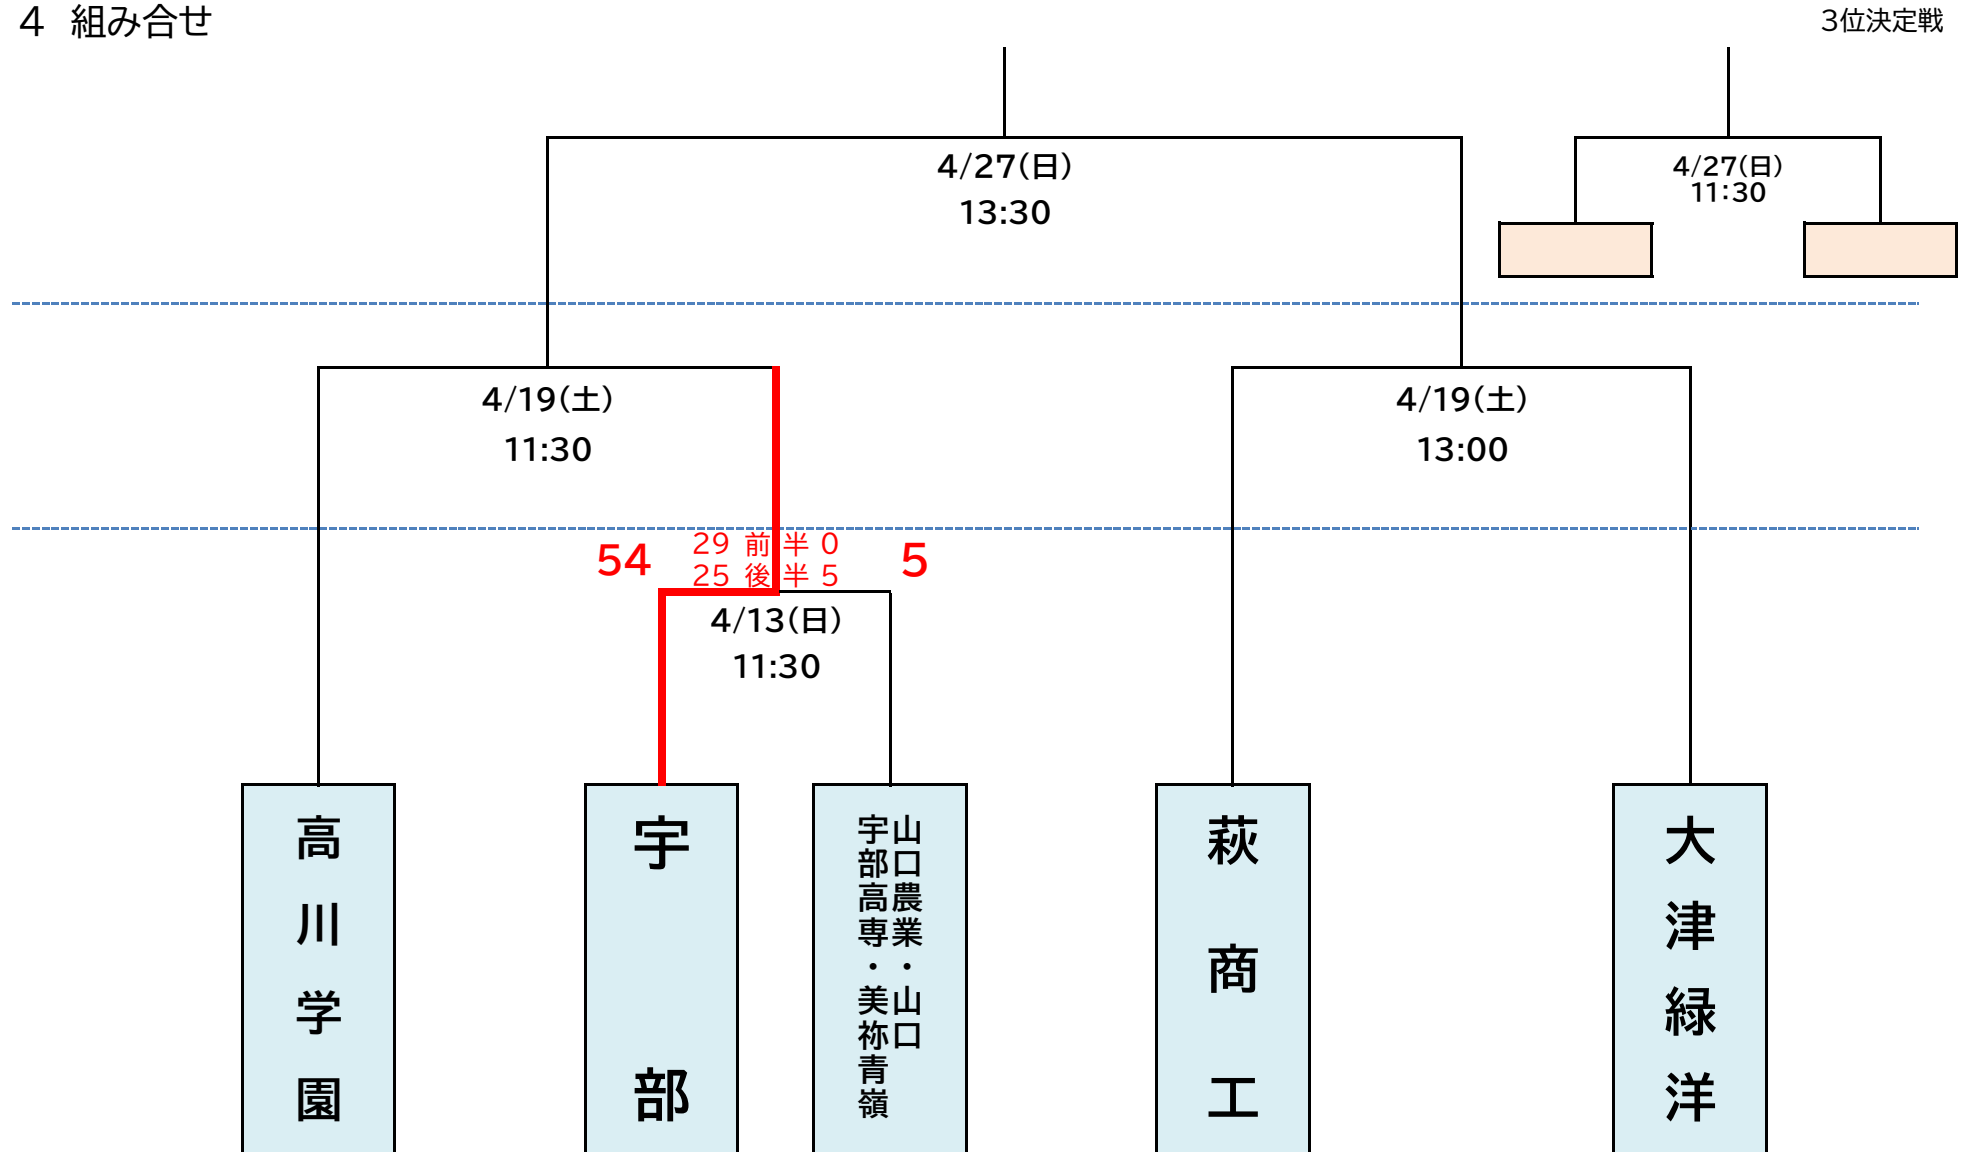 ４ 組み合せ
３位決定戦
4/27(日)
13:30
4/27(日)
11:30
4/19(土)
11:30
4/19(土)
13:00
54
29 前半 0
25 後半 5
5
4/13(日)
11:30
高川学園
宇部
山口農業・山口
宇部高専・美祢青嶺
萩商工
大津緑洋